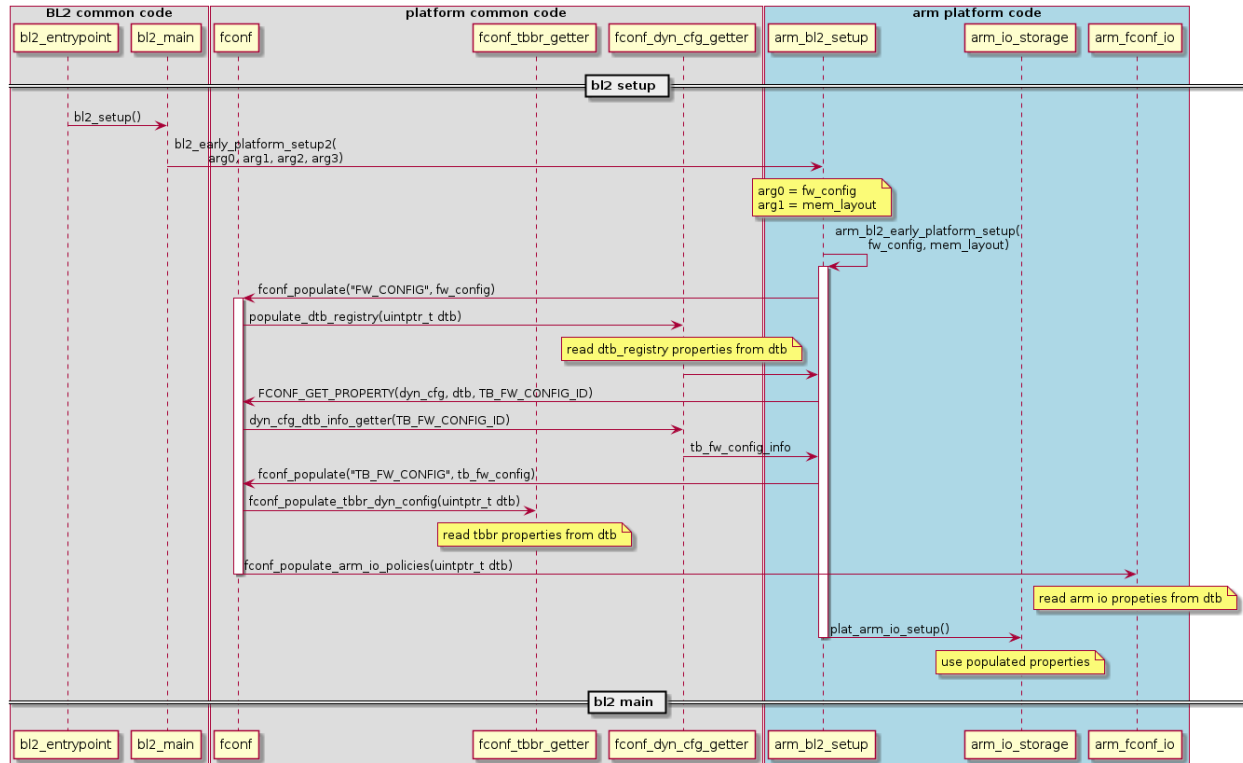 BL2 common code
platform common code
arm platform code
bl2_entrypoint
bl2_main
fconf
fconf_tbbr_getter
fconf_dyn_cfg_getter
arm_bl2_setup
arm_io_storage
arm_fconf_io
bl2 setup
bl2_setup()
bl2_early_platform_setup2(
arg0, arg1, arg2, arg3)
arg0 = fw_config
arg1 = mem_layout
arm_bl2_early_platform_setup(
fw_config, mem_layout)
fconf_populate("FW_CONFIG", fw_config)
populate_dtb_registry(uintptr_t dtb)
read dtb_registry properties from dtb
FCONF_GET_PROPERTY(dyn_cfg, dtb, TB_FW_CONFIG_ID)
dyn_cfg_dtb_info_getter(TB_FW_CONFIG_ID)
tb_fw_config_info
fconf_populate("TB_FW_CONFIG", tb_fw_config)
fconf_populate_tbbr_dyn_config(uintptr_t dtb)
read tbbr properties from dtb
fconf_populate_arm_io_policies(uintptr_t dtb)
read arm io propeties from dtb
plat_arm_io_setup()
use populated properties
bl2 main
bl2_entrypoint
bl2_main
fconf
fconf_tbbr_getter
fconf_dyn_cfg_getter
arm_bl2_setup
arm_io_storage
arm_fconf_io